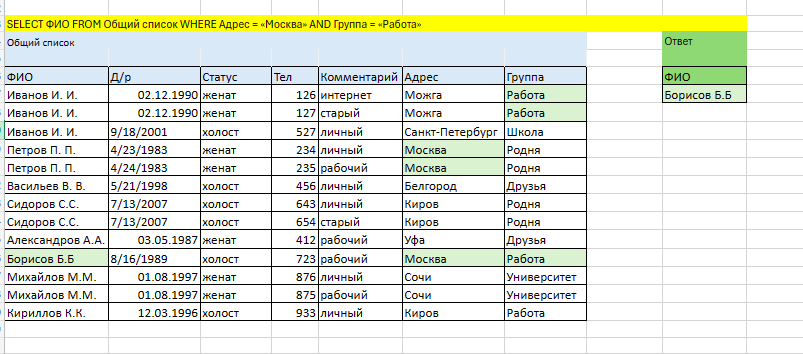 SELECT ФИО FROM Общий список WHERE Адрес = «Москва» AND Группа = «Работа»
Общий список Ответ
ФИО Д/р Статус Тел Комментарий Адрес Группа ФИО
Иванов И. И. 02.12.1990 женат 126 интернет Можга Работа Борисов Б.Б
Иванов И. И. 02.12.1990 женат 127 старый Можга Работа
Иванов И. И. 9/18/2001 холост 527 личный Санкт-Петербург Школа
Петров П. П. 4/23/1983 женат 234 личный Москва Родня
Петров П. П. 4/24/1983 женат 235 рабочий Москва Родня
Васильев В. В. 5/21/1998 холост 456 личный Белгород Друзья
Сидоров С.С. 7/13/2007 холост 643 личный Киров Родня
Сидоров С.С. 7/13/2007 холост 654 старый Киров Родня
Александров А.А. 03.05.1987 женат 412 рабочий Уфа Друзья
Борисов Б.Б 8/16/1989 холост 723 рабочий Москва Работа
Михайлов М.М. 01.08.1997 женат 876 личный Сочи Университет
Михайлов М.М. 01.08.1997 женат 875 рабочий Сочи Университет
Кириллов К.К. 12.03.1996 холост 933 личный Киров Работа